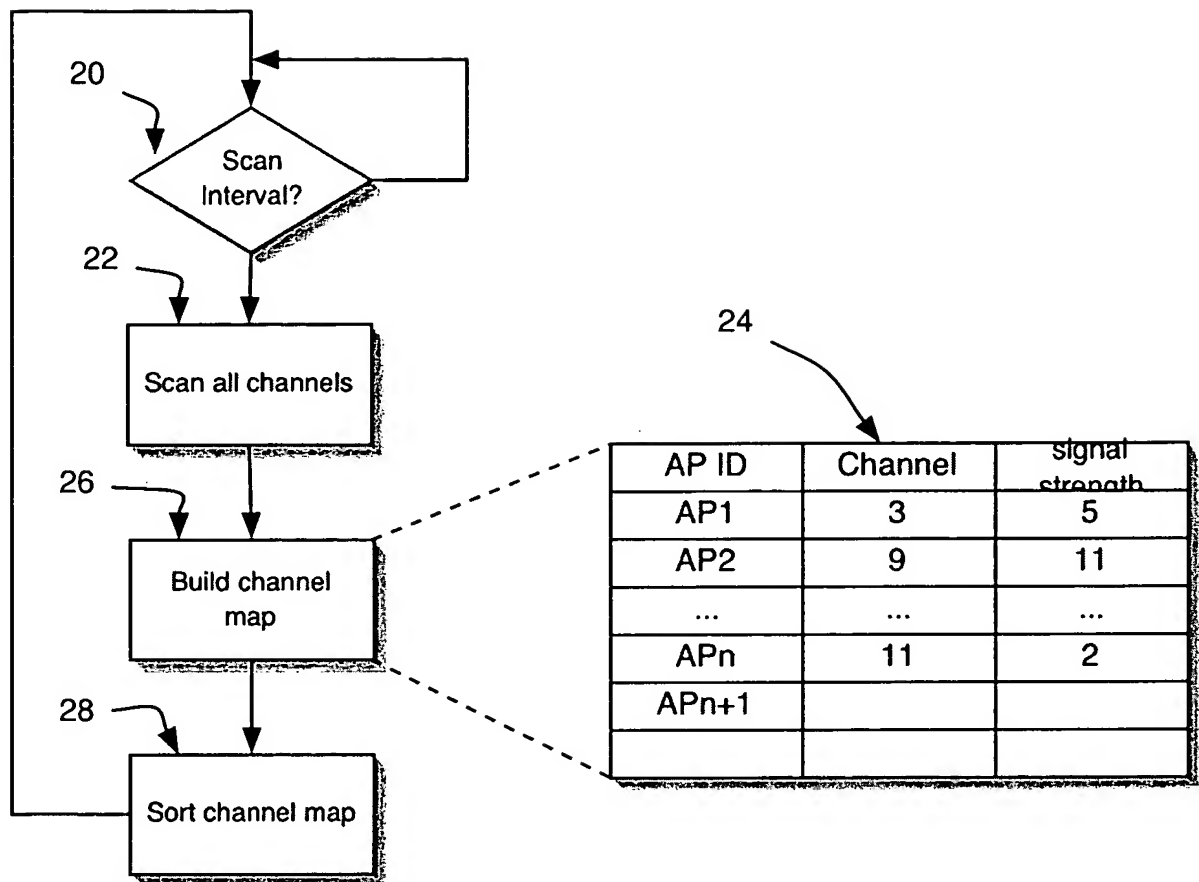 20
Scan
Interval?
22
Scan all channels
24
26
Build channel
map
AP ID Channel signal
strength
AP1 3 5
AP2 9 11
... ... ...
APn 11 2
APn+1
28
Sort channel map